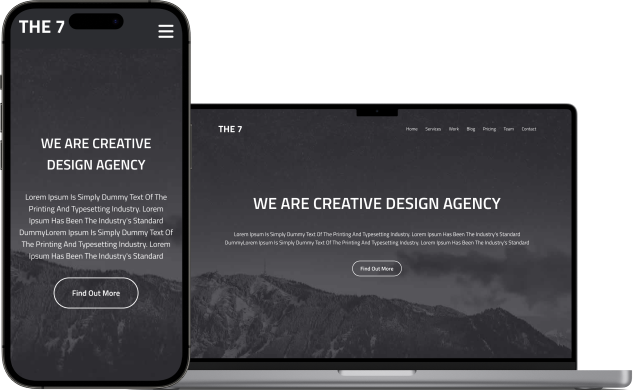 THE 7
WE ARE CREATIVE
DESIGN AGENCY
Lorem Ipsum Is Simply Dummy Text Of The
Printing And Typesetting Industry. Lorem
Ipsum Has Been The Industry's Standard
DummyLorem Ipsum Is Simply Dummy Text Of
The Printing And Typesetting Industry. Lorem
Ipsum Has Been The Industry's Standard
Find Out More
THE 7
Home Services Work Blog Pricing Team Contact
WE ARE CREATIVE DESIGN AGENCY
Lorem Ipsum Is Simply Dummy Text Of The Printing And Typesetting Industry. Lorem Ipsum Has Been The Industry's Standard
DummyLorem Ipsum Is Simply Dummy Text Of The Printing And Typesetting Industry. Lorem Ipsum Has Been The Industry's Standard
Find Out More